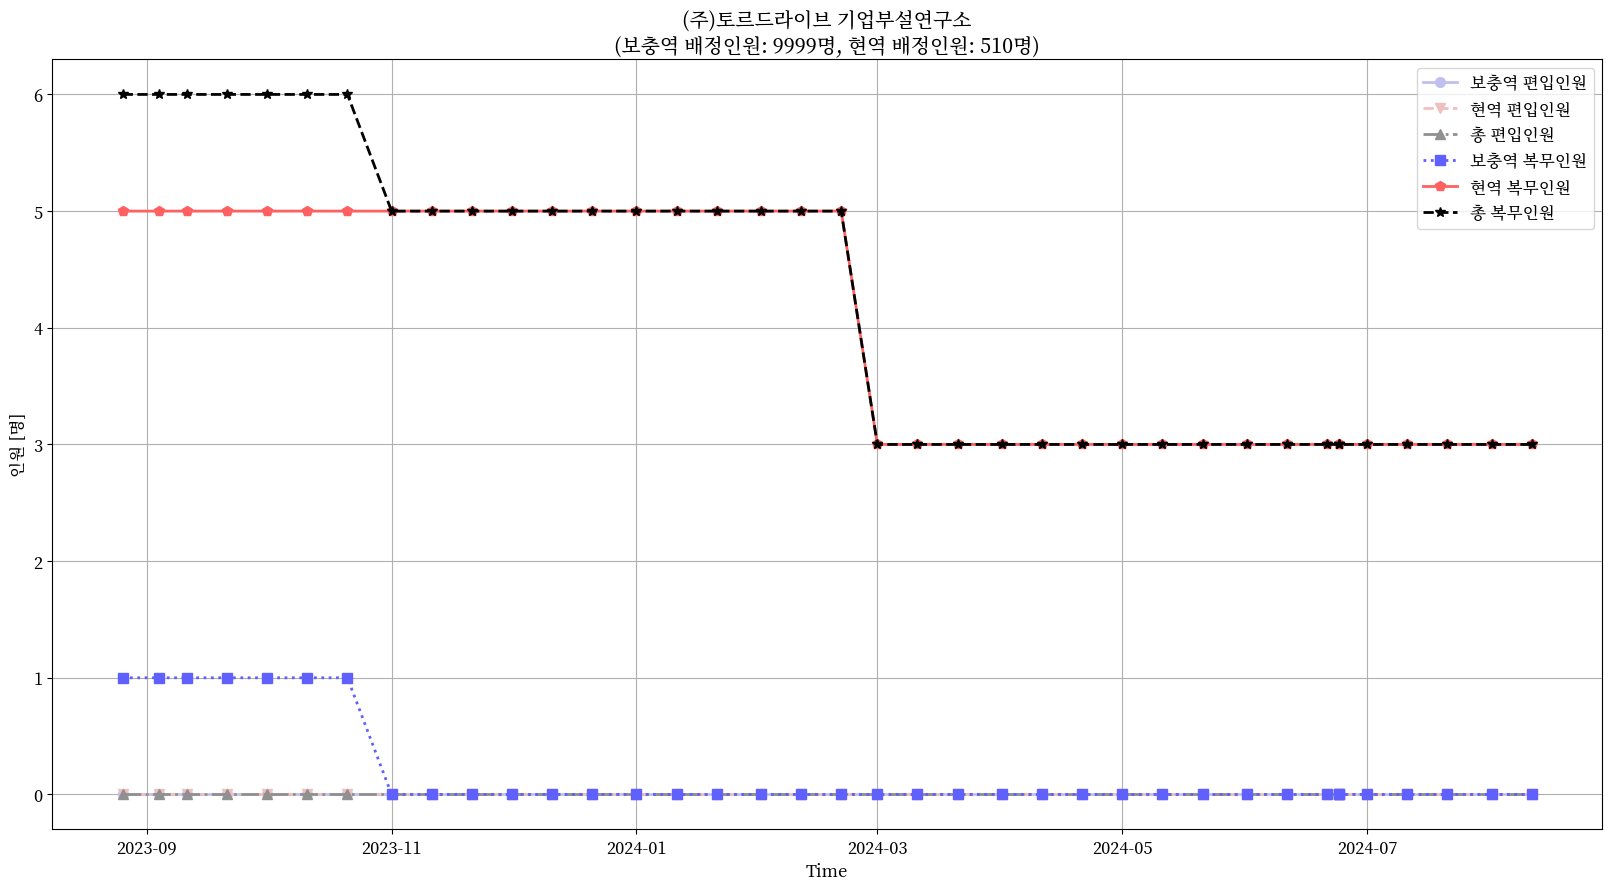 (주)토르드라이브 기업부설연구소
(보충역 배정인원: 9999명, 현역 배정인원: 510명)
보충역 편입인원
현역 편입인원
총 편입인원
보충역 복무인원
현역 복무인원
총 복무인원
인원 [명]
6
5
4
3
2
1
0
2023-09
2023-11
2024-01
2024-03
2024-05
2024-07
Time